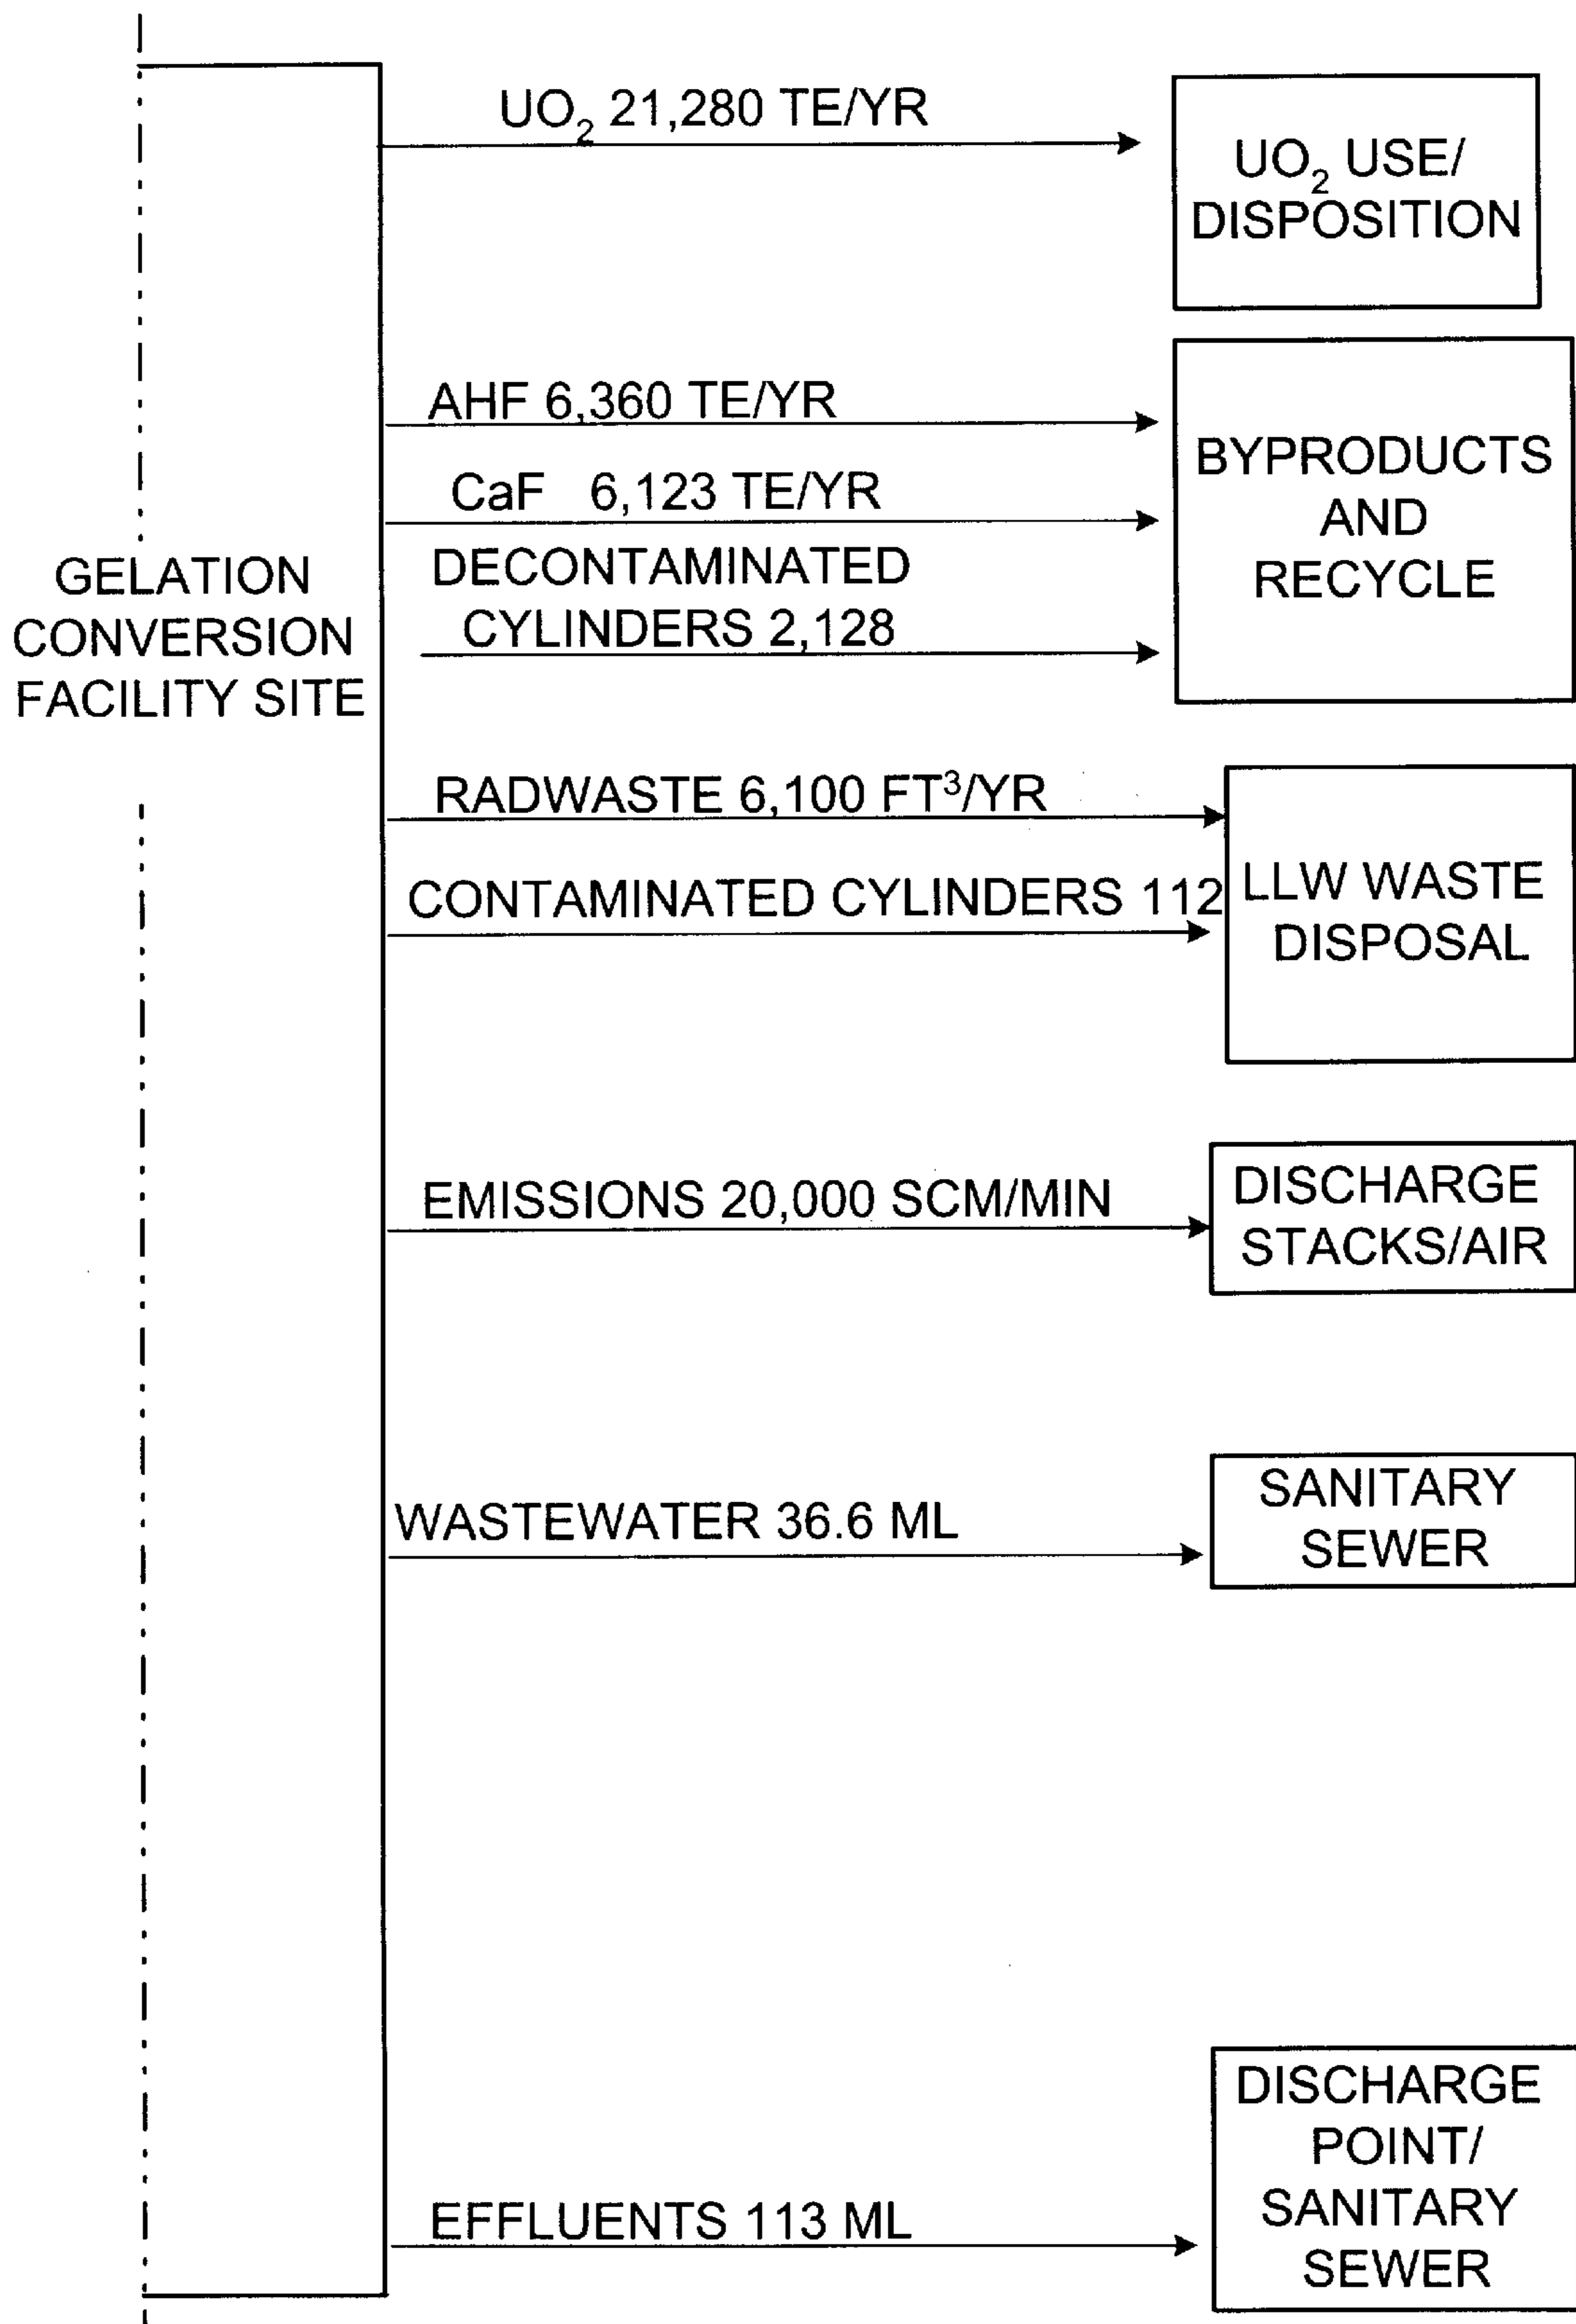 UO₂ 21,280 TE/YR
UO₂ USE/
DISPOSITION
AHF 6,360 TE/YR
CaF 6,123 TE/YR
DECONTAMINATED
CYLINDERS 2,128
BYPRODUCTS
AND
RECYCLE
GELATION
CONVERSION
FACILITY SITE
RADWASTE 6,100 FT³/YR
CONTAMINATED CYLINDERS 112
LLW WASTE
DISPOSAL
EMISSIONS 20,000 SCM/MIN
DISCHARGE
STACKS/AIR
WASTEWATER 36.6 ML
SANITARY
SEWER
EFFLUENTS 113 ML
DISCHARGE
POINT/
SANITARY
SEWER